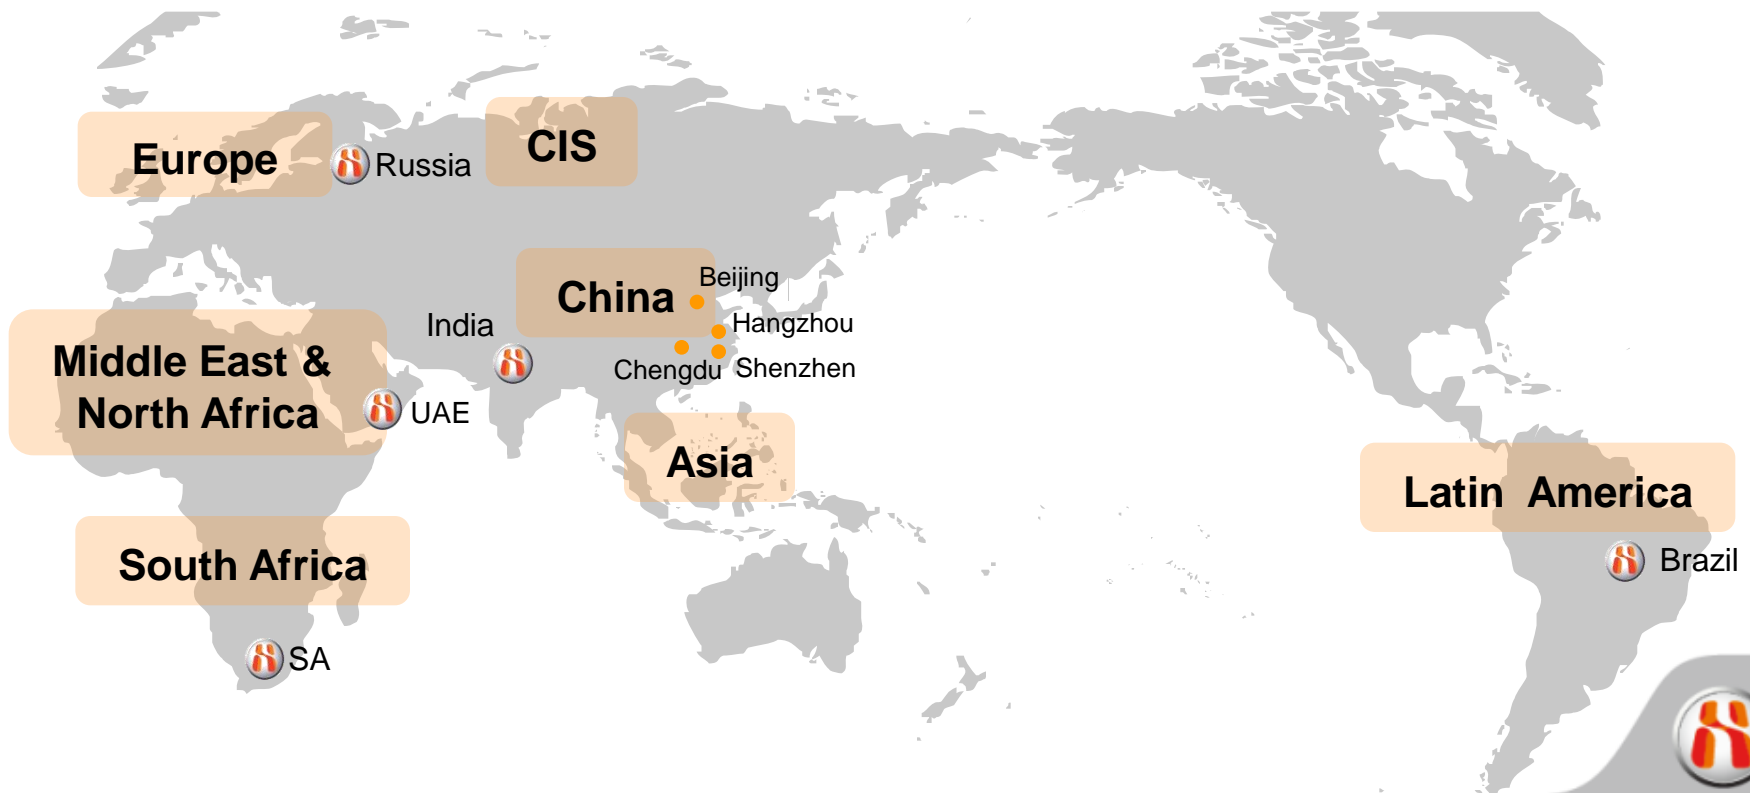 CIS
Europe
Russia
China
Beijing
India
Hangzhou
Chengdu
Shenzhen
Middle East &
North Africa
UAE
Asia
Latin America
South Africa
Brazil
SA